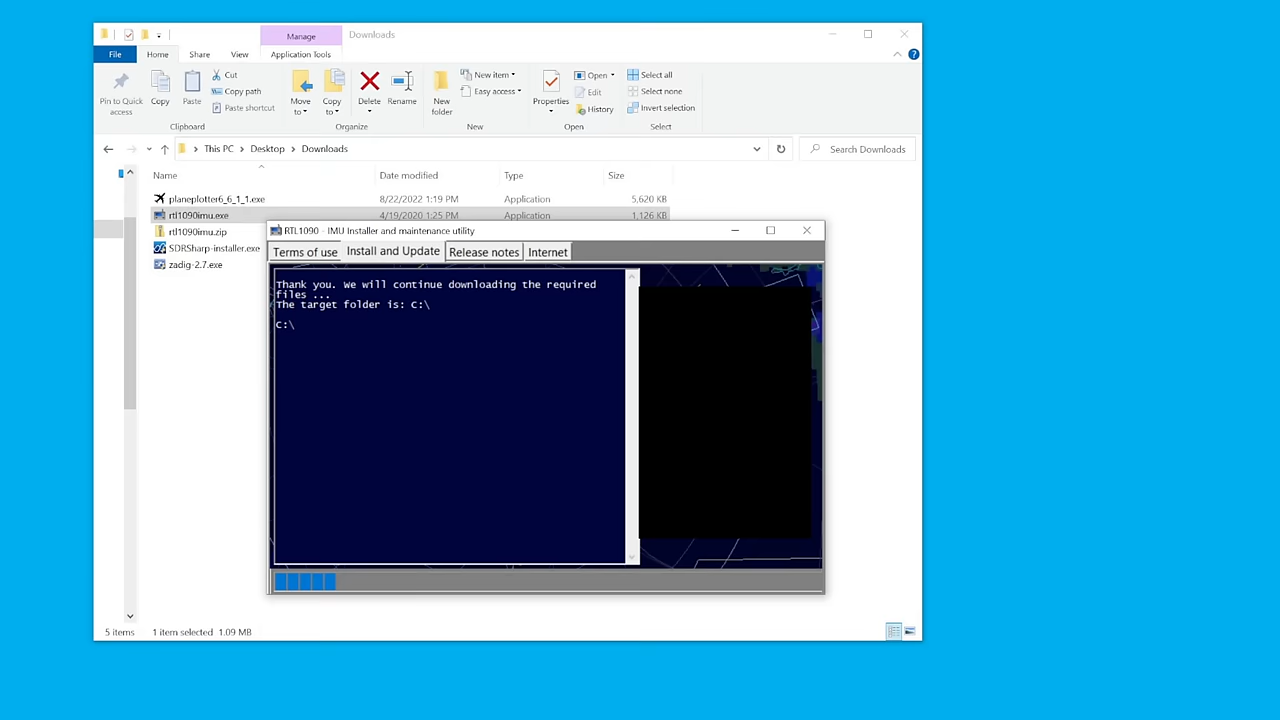 Manage
Downloads
File
Home
Share
View
Application Tools
Pin to Quick
access
Copy
Paste
Cut
Copy path
Paste shortcut
Move
to
Copy
to
Delete
Rename
New
folder
New item
Easy access
Properties
Open
Edit
History
Select all
Select none
Invert selection
Clipboard
Organize
New
Open
Select
This PC > Desktop > Downloads
Search Downloads
Name
Date modified
Type
Size
planeplotter6_6_1_1.exe
8/22/2022 1:19 PM
Application
5,620 KB
rtl1090imu.exe
4/19/2020 1:25 PM
Application
1,126 KB
rtl1090imu.zip
SDRSharp-installer.exe
zadig-2.7.exe
RTL1090 - IMU Installer and maintenance utility
Terms of use
Install and Update
Release notes
Internet
Thank you. We will continue downloading the required
files ...
The target folder is: C:\
C:\
5 items
1 item selected 1.09 MB